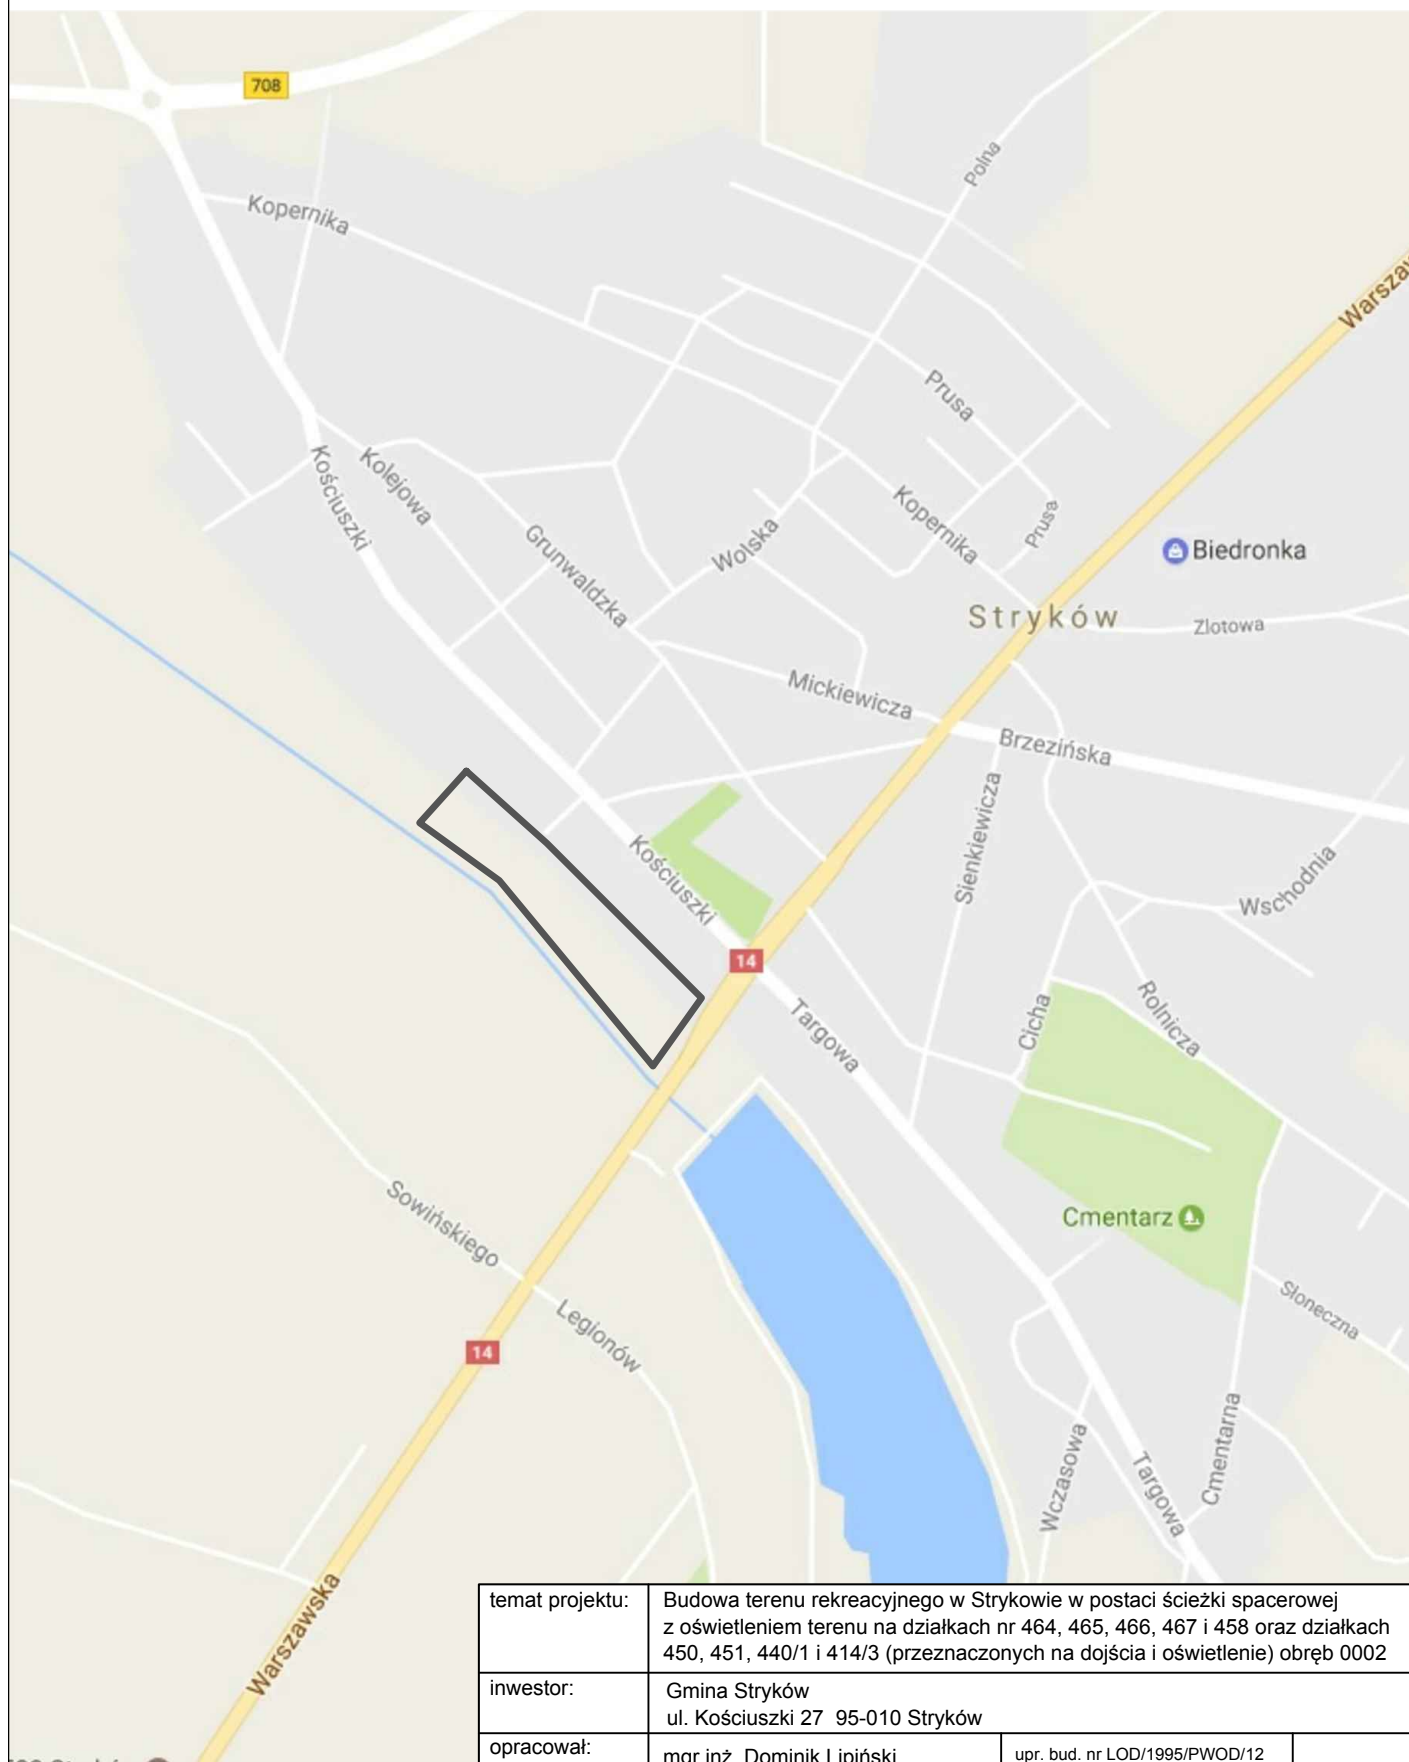 708
Polna
Kopernika
Warsza
Prusa
Kościuszki
Kolejowa
Kopernika
Prusa
Grunwaldzka
Wolska
Biedronka
Stryków
Zlotowa
Mickiewicza
Brzezińska
Sienkiewicza
Kościuszki
Wschodnia
14
Cicha
Rolnicza
Targowa
Sowińskiego
Cmentarz
Słoneczna
Legionów
14
Cmentarna
Wczasowa
Targowa
Warszawska
temat projektu:
Budowa terenu rekreacyjnego w Strykowie w postaci ścieżki spacerowej
z oświetleniem terenu na działkach nr 464, 465, 466, 467 i 458 oraz działkach
450, 451, 440/1 i 414/3 (przeznaczonych na dojścia i oświetlenie) obręb 0002
inwestor:
Gmina Stryków
ul. Kościuszki 27 95-010 Stryków
opracował:
mgr inż. Dominik Lipiński
upr. bud. nr LOD/1995/PWOD/12